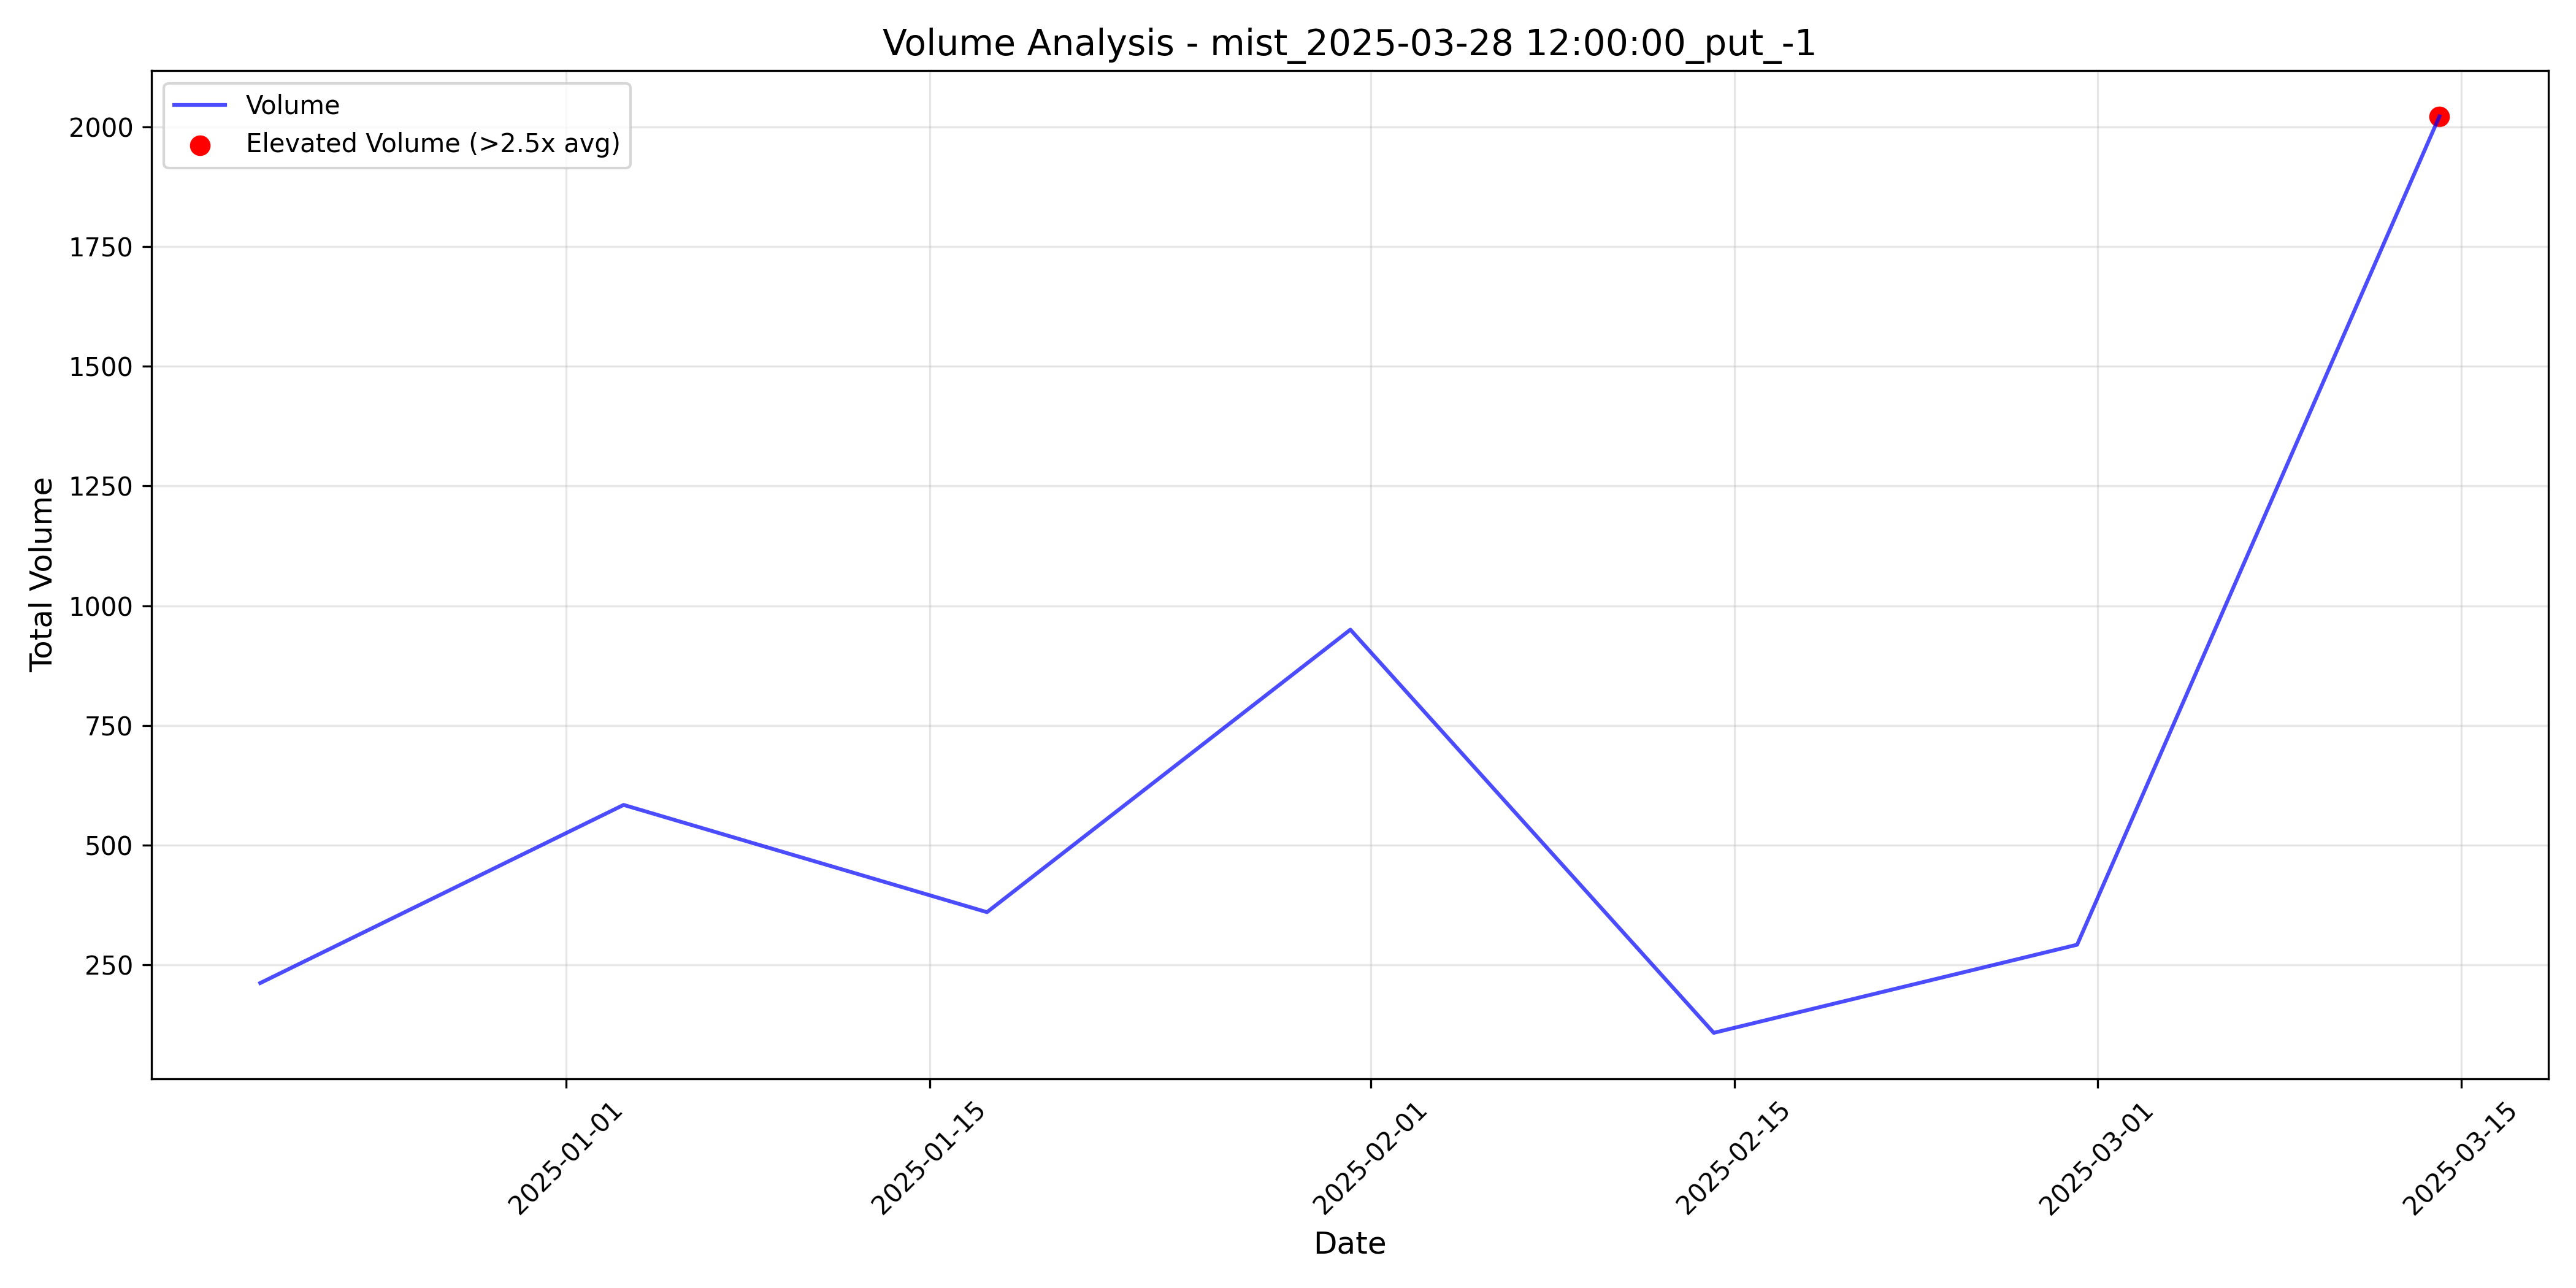 Volume Analysis - mist_2025-03-28 12:00:00_put_-1
Volume
Elevated Volume (>2.5x avg)
Total Volume
2000
1750
1500
1250
1000
750
500
250
2025-01-01
2025-01-15
2025-02-01
2025-02-15
2025-03-01
2025-03-15
Date